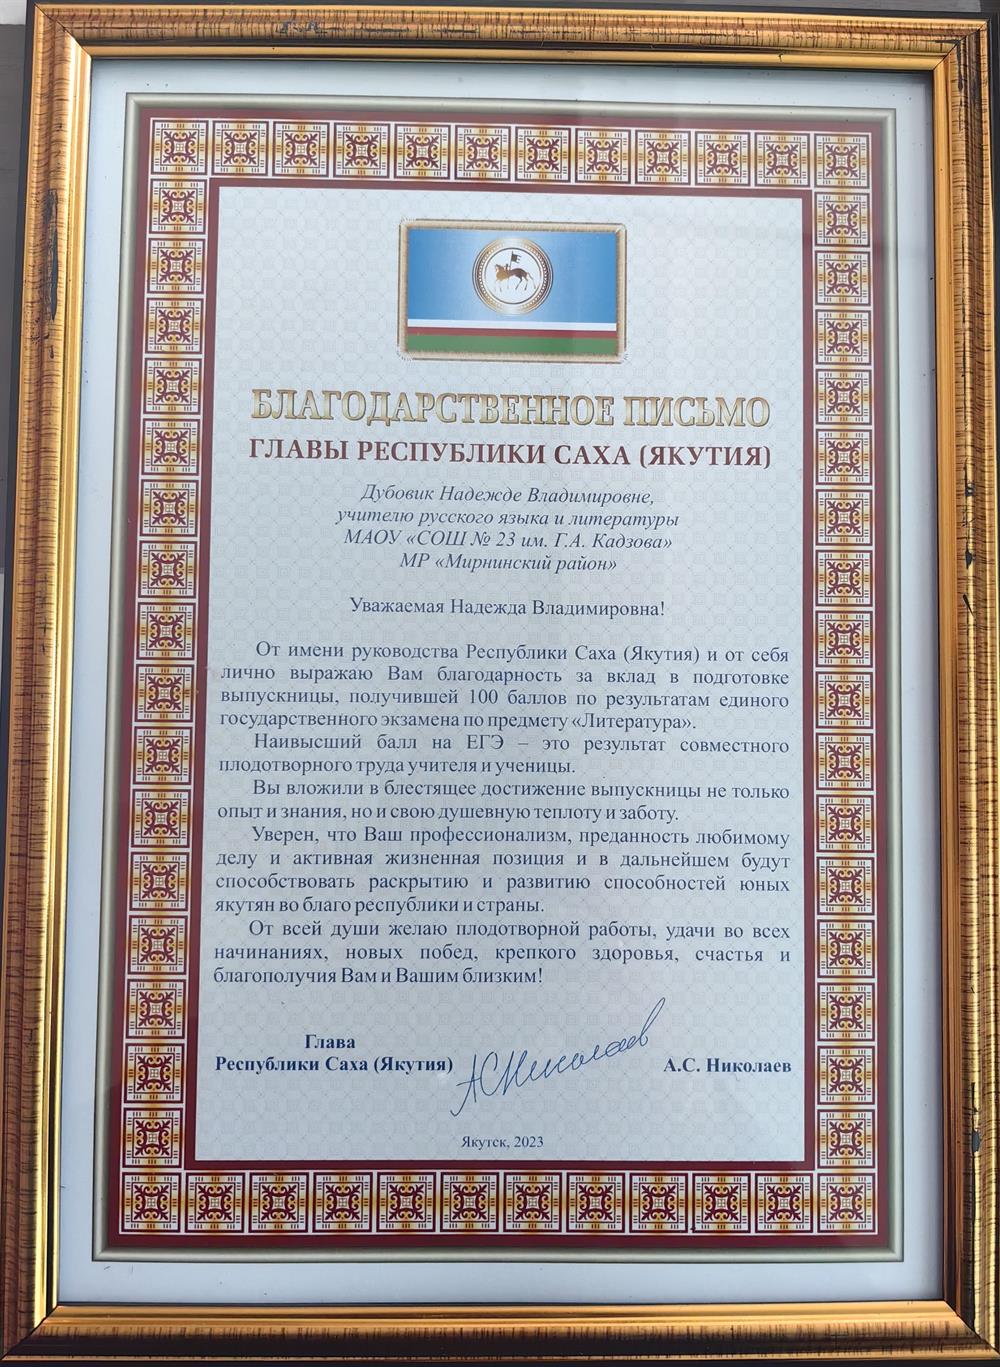 БЛАГОДАРСТВЕННОЕ ПИСЬМО
ГЛАВЫ РЕСПУБЛИКИ САХА (ЯКУТИЯ)
Дубовик Надежде Владимировне,
учителю русского языка и литературы
МАОУ «СОШ № 23 им. Г.А. Кадзова»
МР «Мирнинский район»
Уважаемая Надежда Владимировна!
От имени руководства Республики Саха (Якутия) и от себя
лично выражаю Вам благодарность за вклад в подготовке
выпускницы, получившей 100 баллов по результатам единого
государственного экзамена по предмету «Литература».
Наивысший балл на ЕГЭ – это результат совместного
плодотворного труда учителя и ученицы.
Вы вложили в блестящее достижение выпускницы не только
опыт и знания, но и свою душевную теплоту и заботу.
Уверен, что Ваш профессионализм, преданность любимому
делу и активная жизненная позиция и в дальнейшем будут
способствовать раскрытию и развитию способностей юных
якутян во благо республики и страны.
От всей души желаю плодотворной работы, удачи во всех
начинаниях, новых побед, крепкого здоровья, счастья и
благополучия Вам и Вашим близким!
Глава
Республики Саха (Якутия) АСНиколаев А.С. Николаев
Якутск, 2023